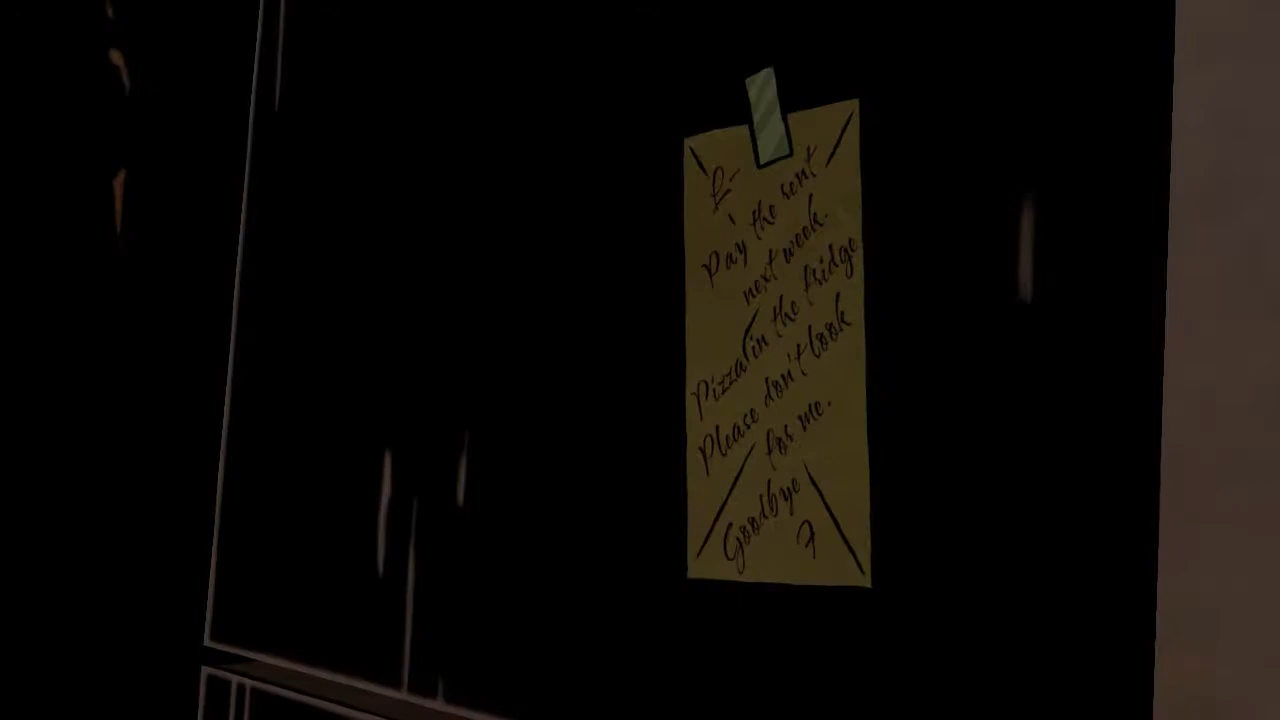 Pay the rent
next week.
Pizza in the fridge
Please don't look
for me.
Goodbye